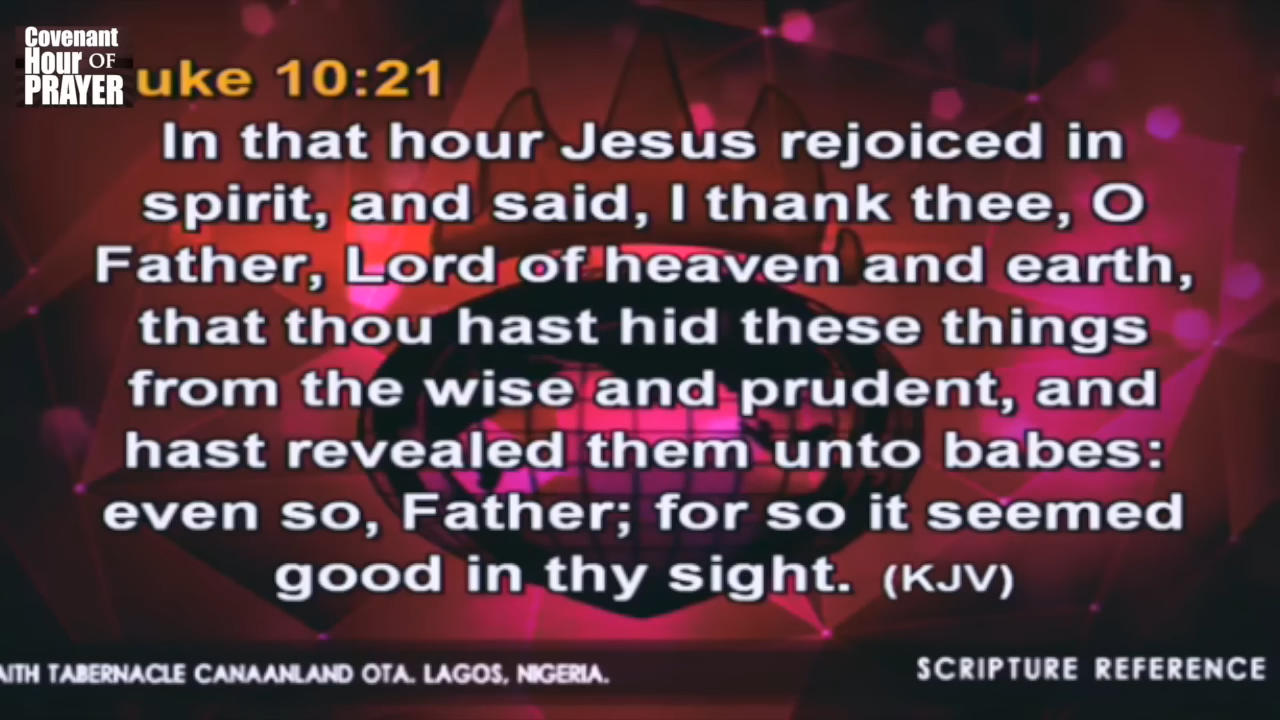 Covenant
Hour OF
PRAYER
uke 10:21
In that hour Jesus rejoiced in
spirit, and said, I thank thee, O
Father, Lord of heaven and earth,
that thou hast hid these things
from the wise and prudent, and
hast revealed them unto babes:
even so, Father; for so it seemed
good in thy sight. (KJV)
AITH TABERNACLE CANAANLAND OTA. LAGOS, NIGERIA.
SCRIPTURE REFERENCE